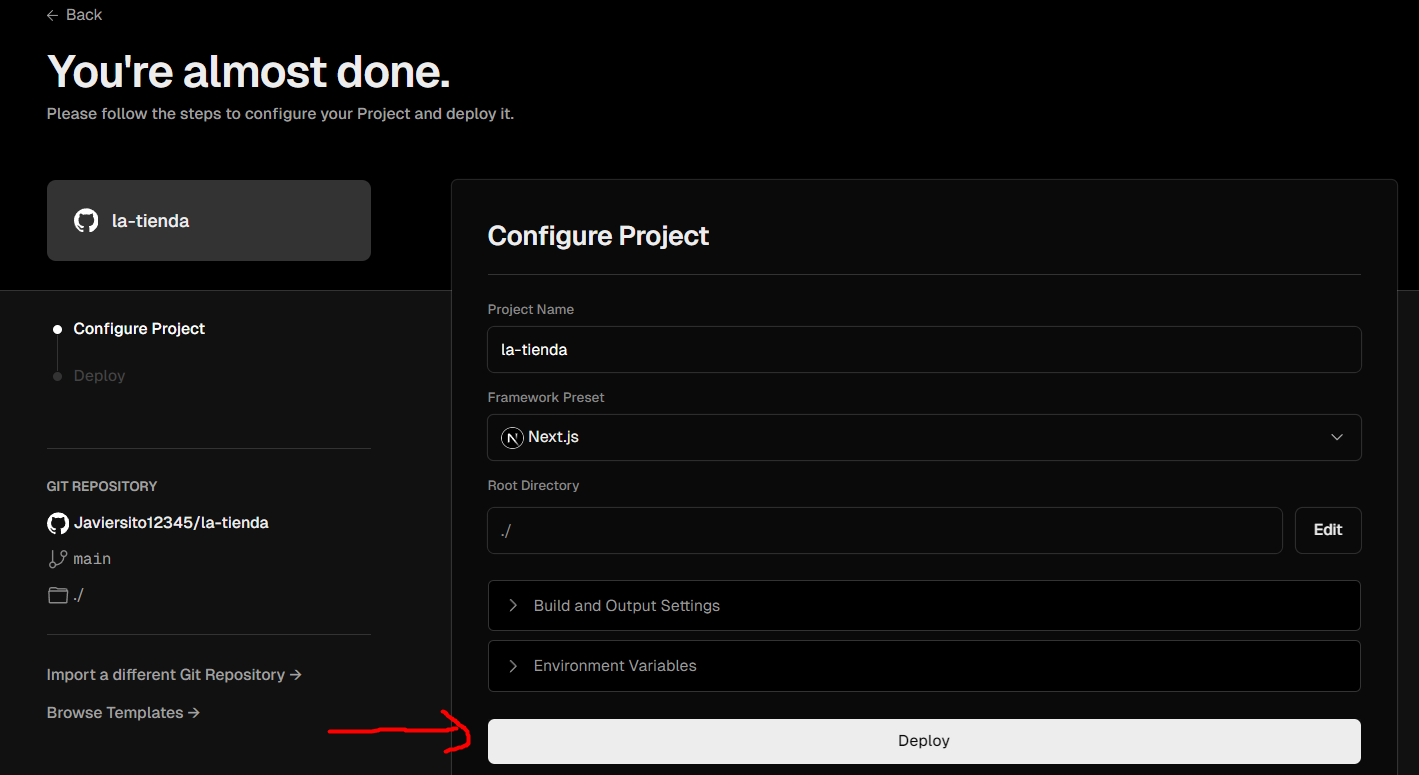 ← Back
You're almost done.
Please follow the steps to configure your Project and deploy it.
la-tienda
Configure Project
Deploy
GIT REPOSITORY
Javiersito12345/la-tienda
main
./
Import a different Git Repository →
Browse Templates →
Configure Project
Project Name
la-tienda
Framework Preset
N Next.js
Root Directory
./ Edit
Build and Output Settings
Environment Variables
Deploy